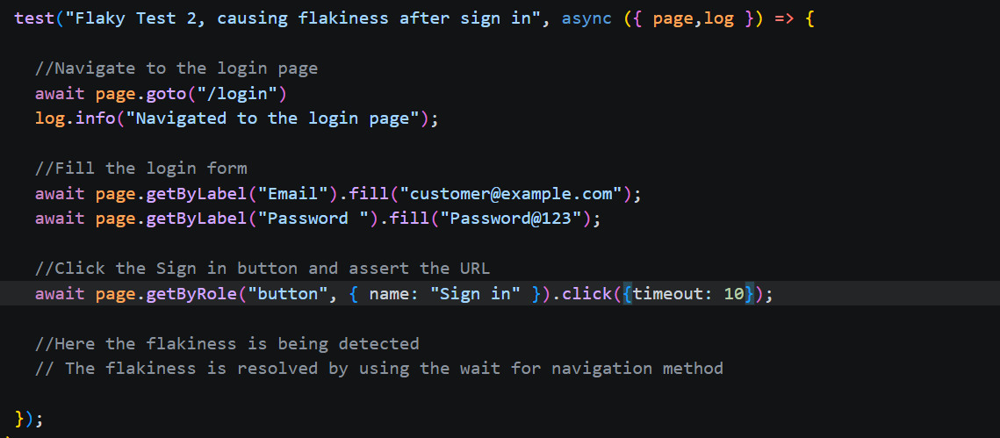 test("Flaky Test 2, causing flakiness after sign in", async ({ page,log }) => {
//Navigate to the login page
await page.goto("/login")
log.info("Navigated to the login page");
//Fill the login form
await page.getByLabel("Email").fill("customer@example.com");
await page.getByLabel("Password ").fill("Password@123");
//Click the Sign in button and assert the URL
await page.getByRole("button", { name: "Sign in" }).click({timeout: 10});
//Here the flakiness is being detected
// The flakiness is resolved by using the wait for navigation method
});